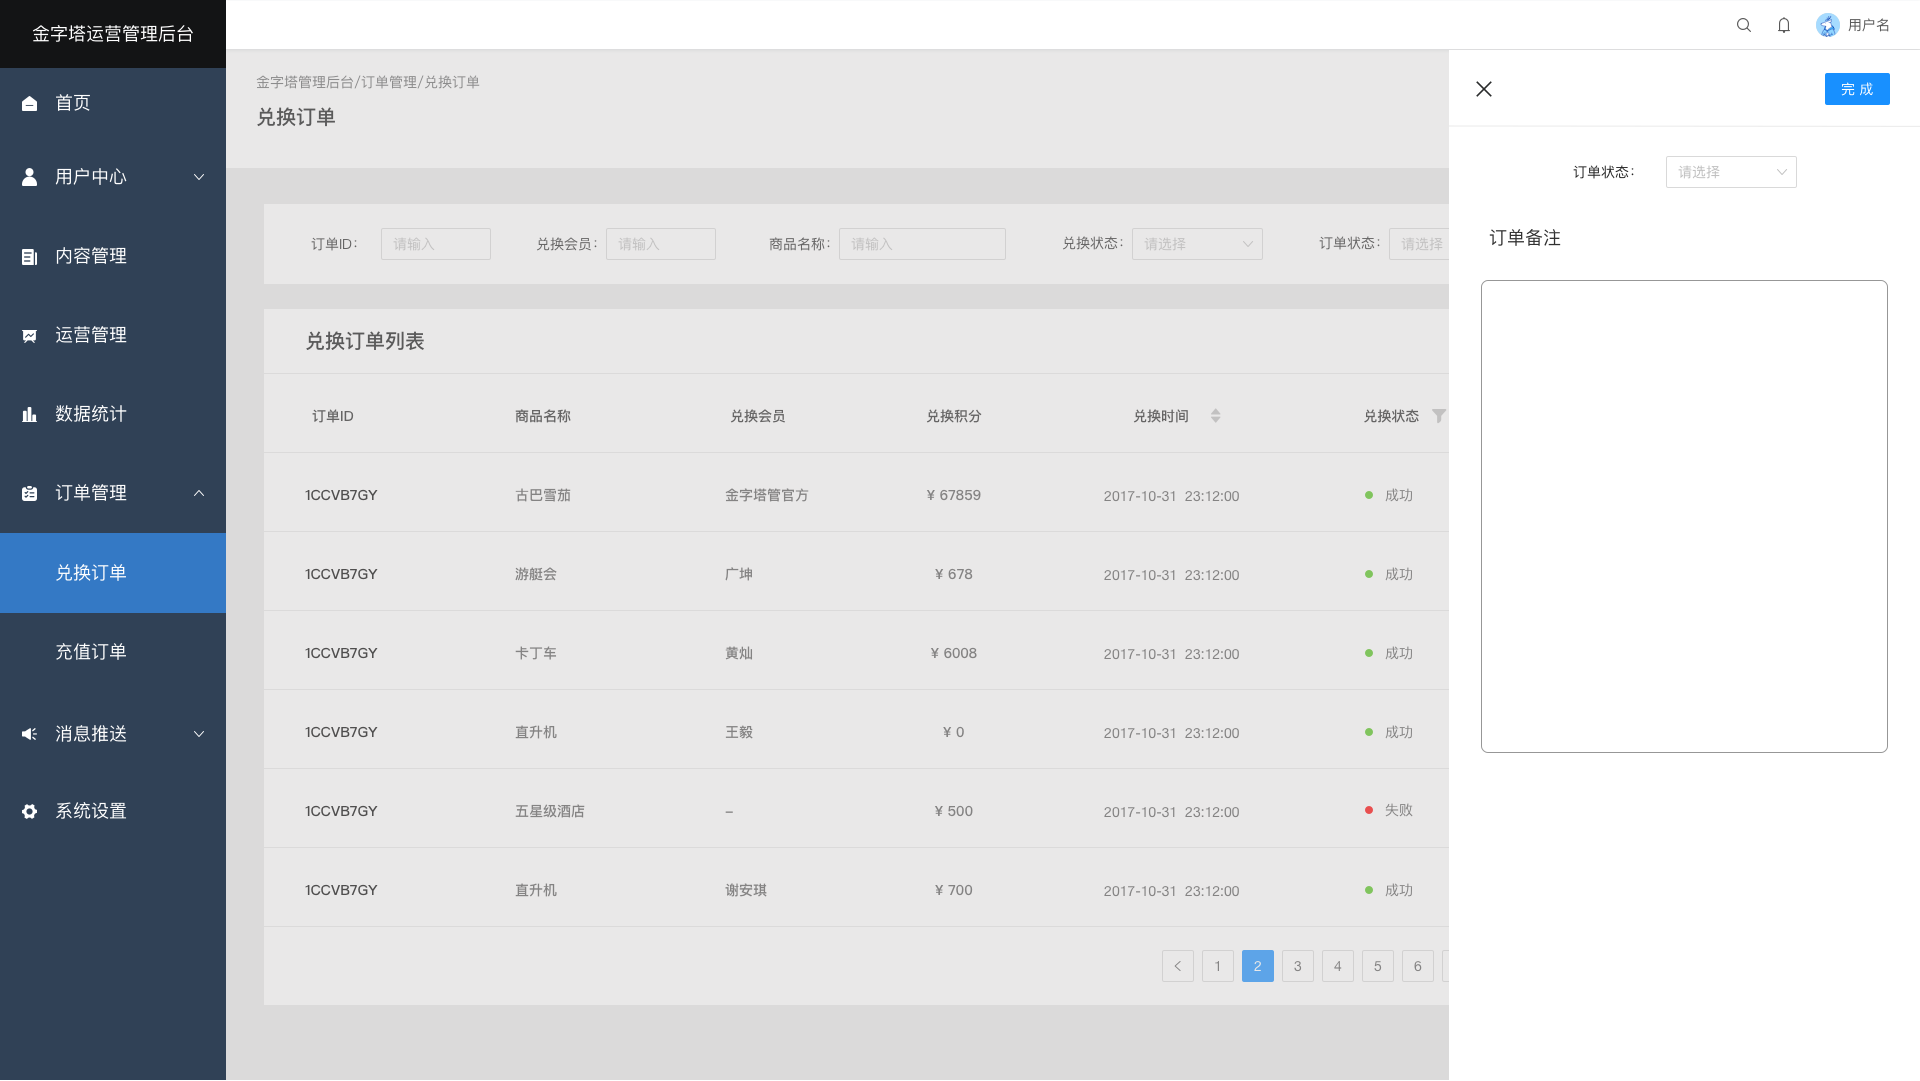 金字塔运营管理后台
用户名
首页
用户中心
内容管理
运营管理
数据统计
订单管理
兑换订单
充值订单
消息推送
系统设置
金字塔管理后台/订单管理/兑换订单
兑换订单
订单ID： 请输入 兑换会员： 请输入 商品名称： 请输入 兑换状态： 请选择 订单状态： 请选择
兑换订单列表
订单ID 商品名称 兑换会员 兑换积分 兑换时间 兑换状态
1CCVB7GY 古巴雪茄 金字塔管官方 ¥ 67859 2017-10-31 23:12:00 成功
1CCVB7GY 游艇会 广坤 ¥ 678 2017-10-31 23:12:00 成功
1CCVB7GY 卡丁车 黄灿 ¥ 6008 2017-10-31 23:12:00 成功
1CCVB7GY 直升机 王毅 ¥ 0 2017-10-31 23:12:00 成功
1CCVB7GY 五星级酒店 – ¥ 500 2017-10-31 23:12:00 失败
1CCVB7GY 直升机 谢安琪 ¥ 700 2017-10-31 23:12:00 成功
1 2 3 4 5 6
完 成
订单状态： 请选择
订单备注